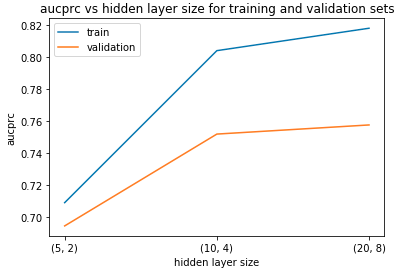 aucprc vs hidden layer size for training and validation sets
train
validation
0.82
0.80
0.78
0.76
0.74
0.72
0.70
aucprc
(5, 2)
(10, 4)
(20, 8)
hidden layer size